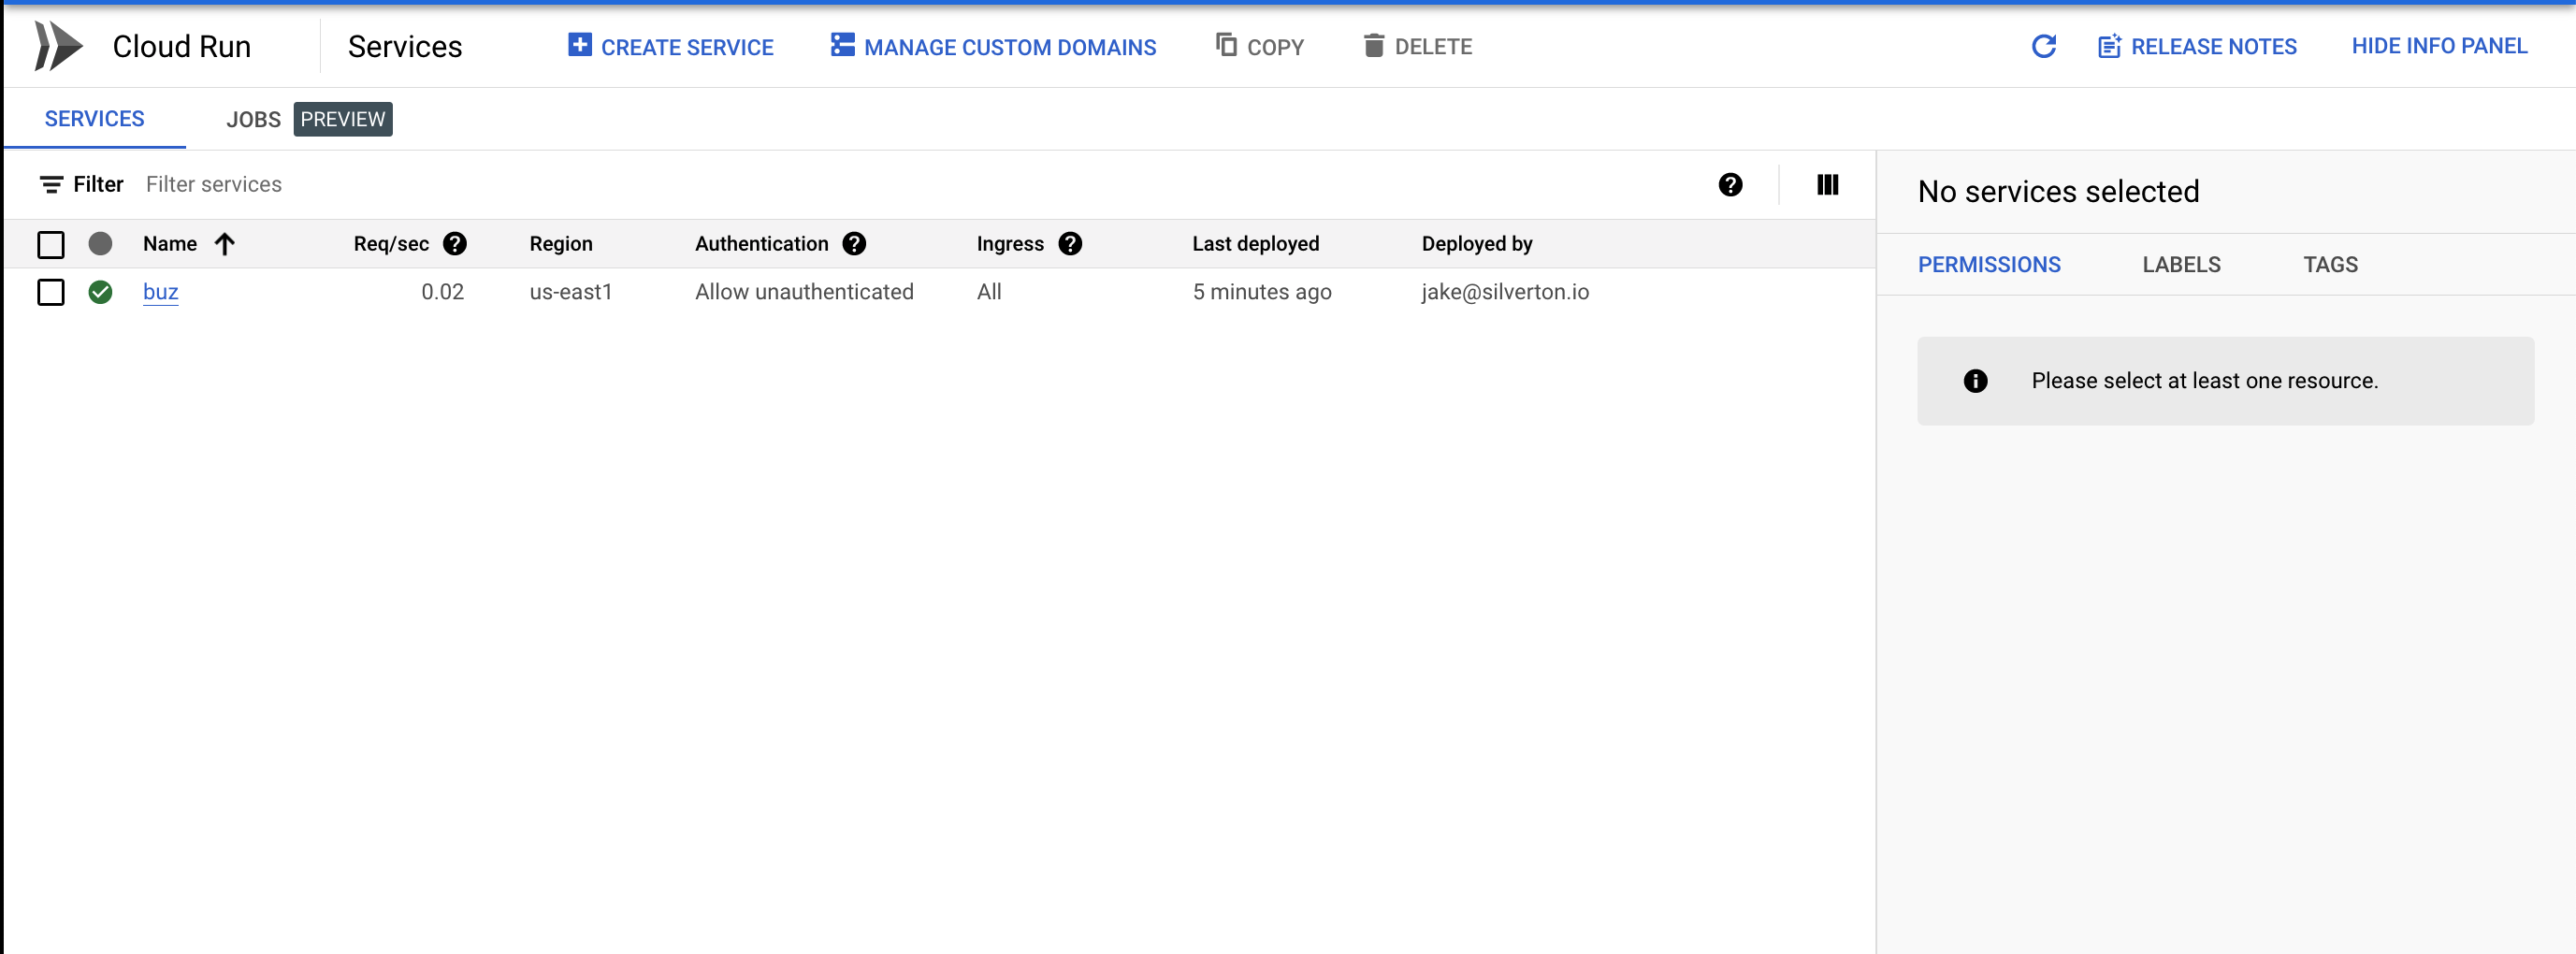 Cloud Run Services CREATE SERVICE MANAGE CUSTOM DOMAINS COPY DELETE RELEASE NOTES HIDE INFO PANEL
SERVICES JOBS PREVIEW
Filter Filter services
Name Req/sec Region Authentication Ingress Last deployed Deployed by
buz 0.02 us-east1 Allow unauthenticated All 5 minutes ago jake@silverton.io
No services selected
PERMISSIONS LABELS TAGS
Please select at least one resource.